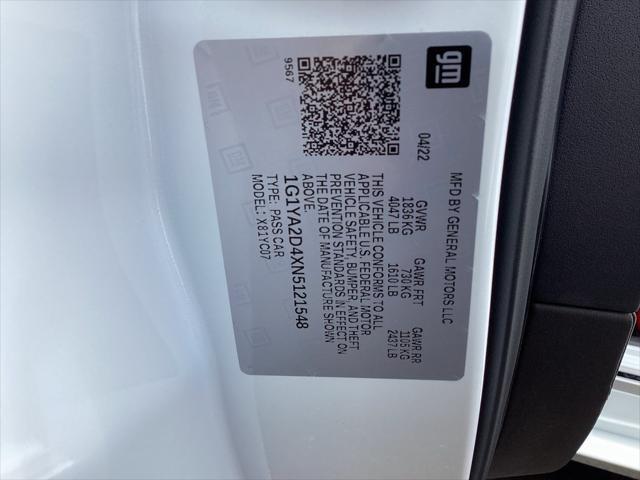 gm
MFD BY GENERAL MOTORS LLC
04/22
GVWR GAWR FRT GAWR RR
1836 KG 730 KG 1105 KG
4047 LB 1610 LB 2437 LB
THIS VEHICLE CONFORMS TO ALL
APPLICABLE U.S. FEDERAL MOTOR
VEHICLE SAFETY, BUMPER, AND THEFT
PREVENTION STANDARDS IN EFFECT ON
THE DATE OF MANUFACTURE SHOWN
ABOVE.
1G1YA2D4XN5121548
TYPE: PASS CAR
MODEL: X81YC07
9567